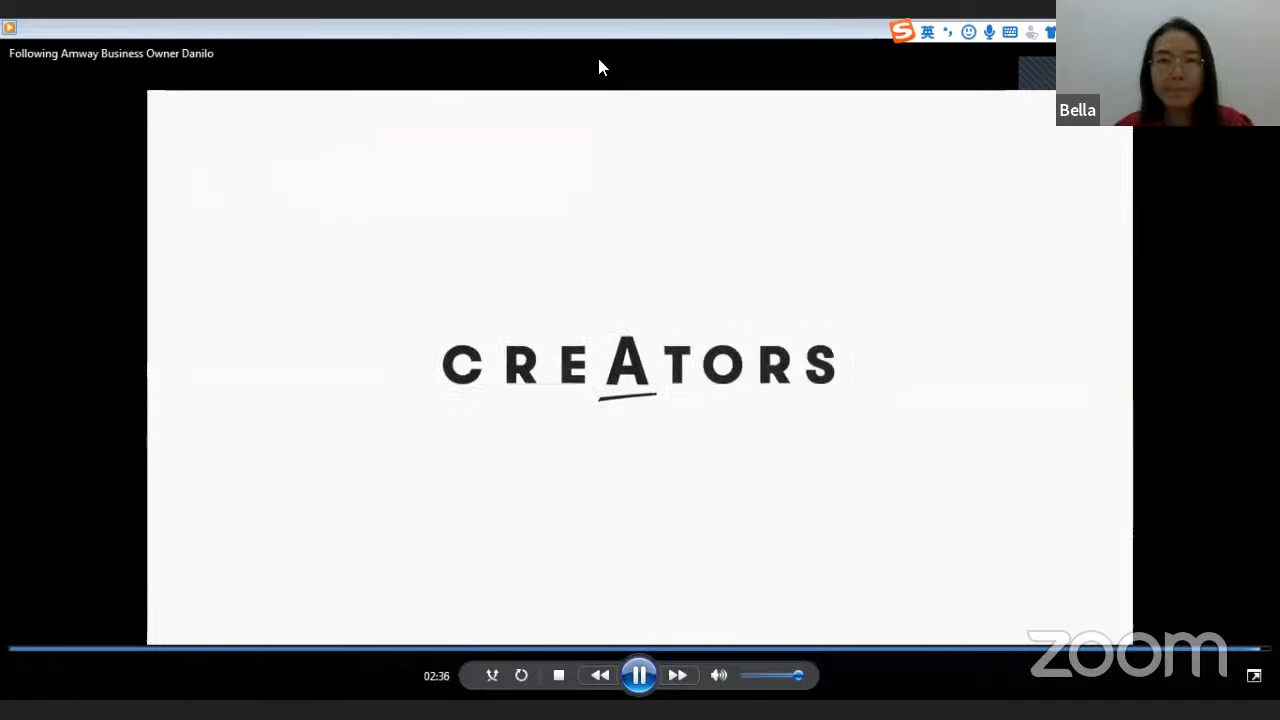 Following Amway Business Owner Danilo
S 英
Bella
CREATORS
zoom
02:36